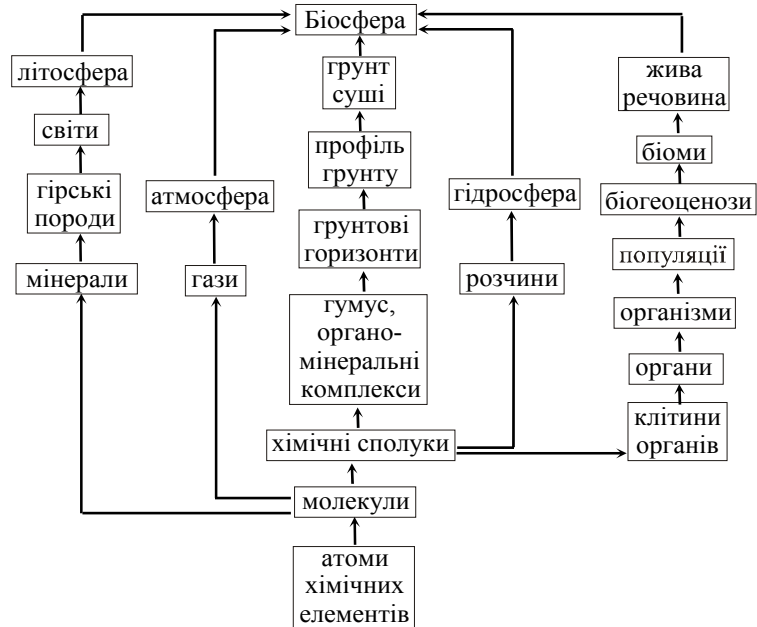 Біосфера
літосфера
грунт
суші
жива
речовина
світи
профіль
грунту
біоми
гірські
породи
атмосфера
гідросфера
біогеоценози
грунтові
горизонти
популяції
мінерали
гази
розчини
гумус,
органо-
мінеральні
комплекси
організми
органи
хімічні сполуки
клітини
органів
молекули
атоми
хімічних
елементів